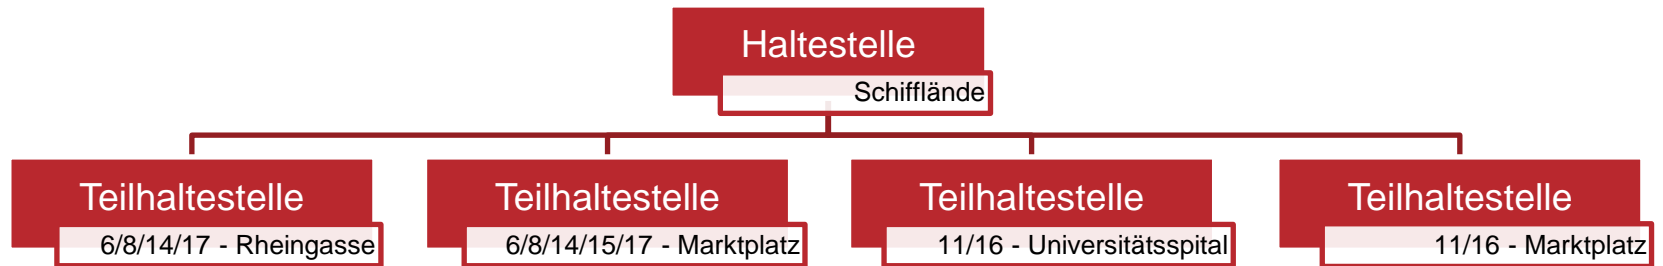 Haltestelle
Schifflände
Teilhaltestelle
6/8/14/17 - Rheingasse
Teilhaltestelle
6/8/14/15/17 - Marktplatz
Teilhaltestelle
11/16 - Universitätsspital
Teilhaltestelle
11/16 - Marktplatz